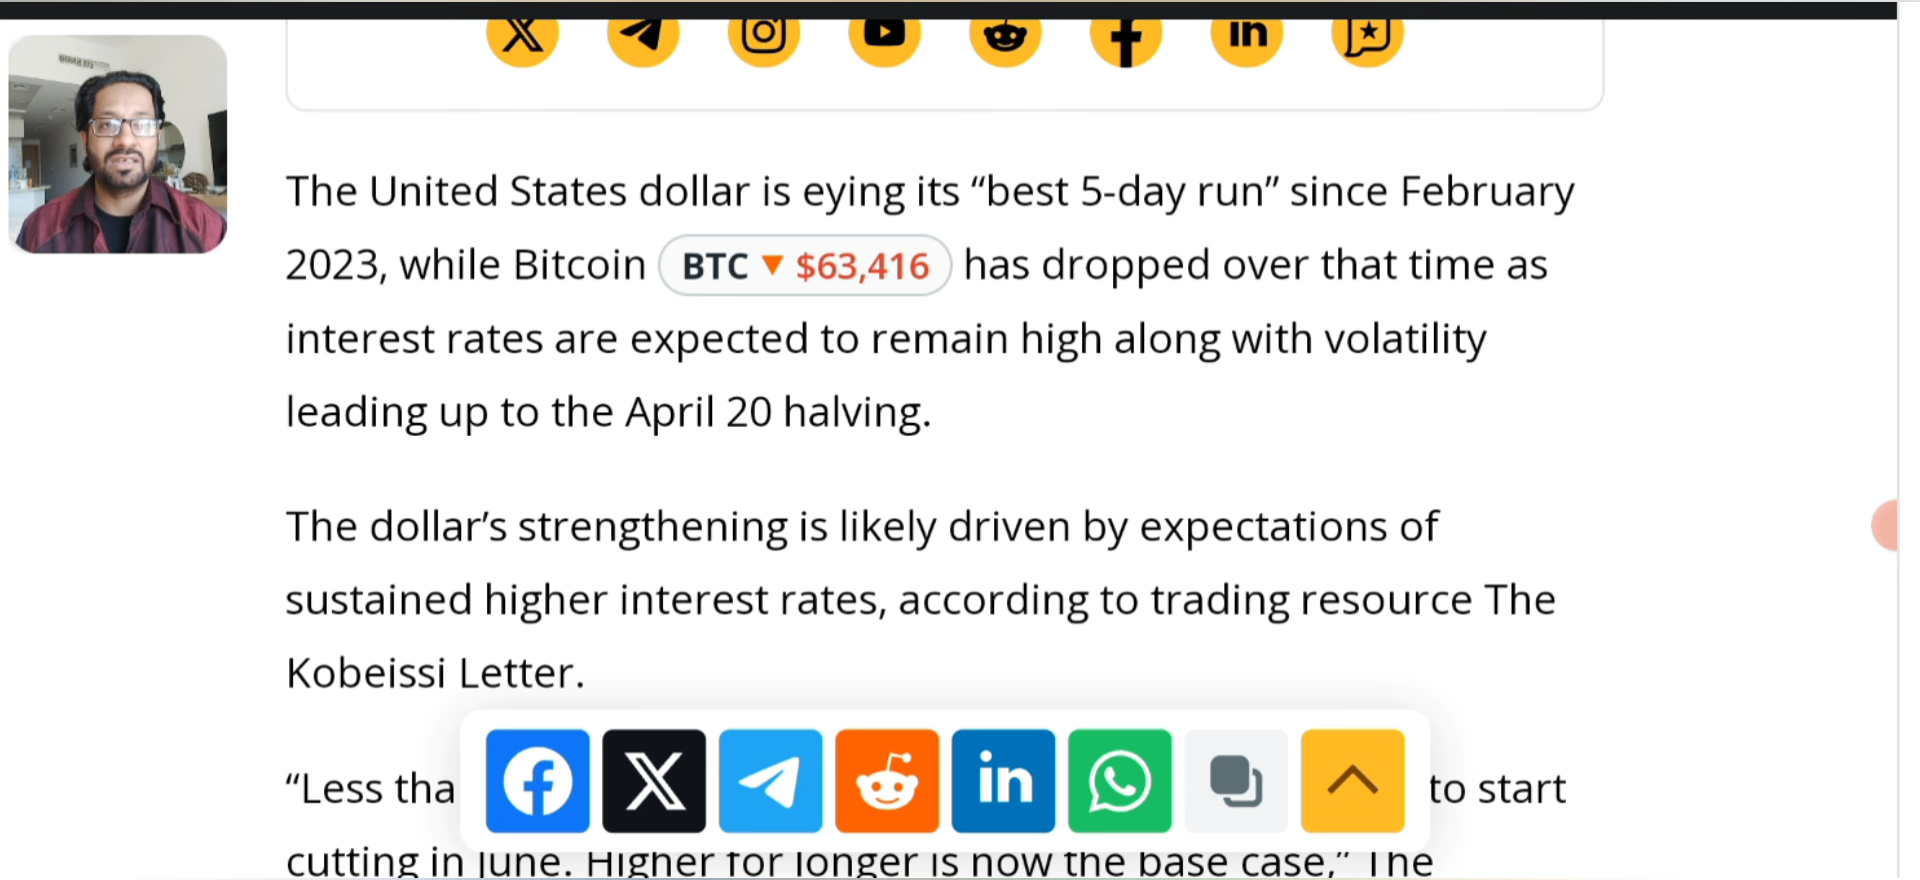 The United States dollar is eying its “best 5-day run” since February
2023, while Bitcoin BTC ▼ $63,416 has dropped over that time as
interest rates are expected to remain high along with volatility
leading up to the April 20 halving.
The dollar’s strengthening is likely driven by expectations of
sustained higher interest rates, according to trading resource The
Kobeissi Letter.
“Less tha to start
cutting in June. Higher for longer is now the base case,” The